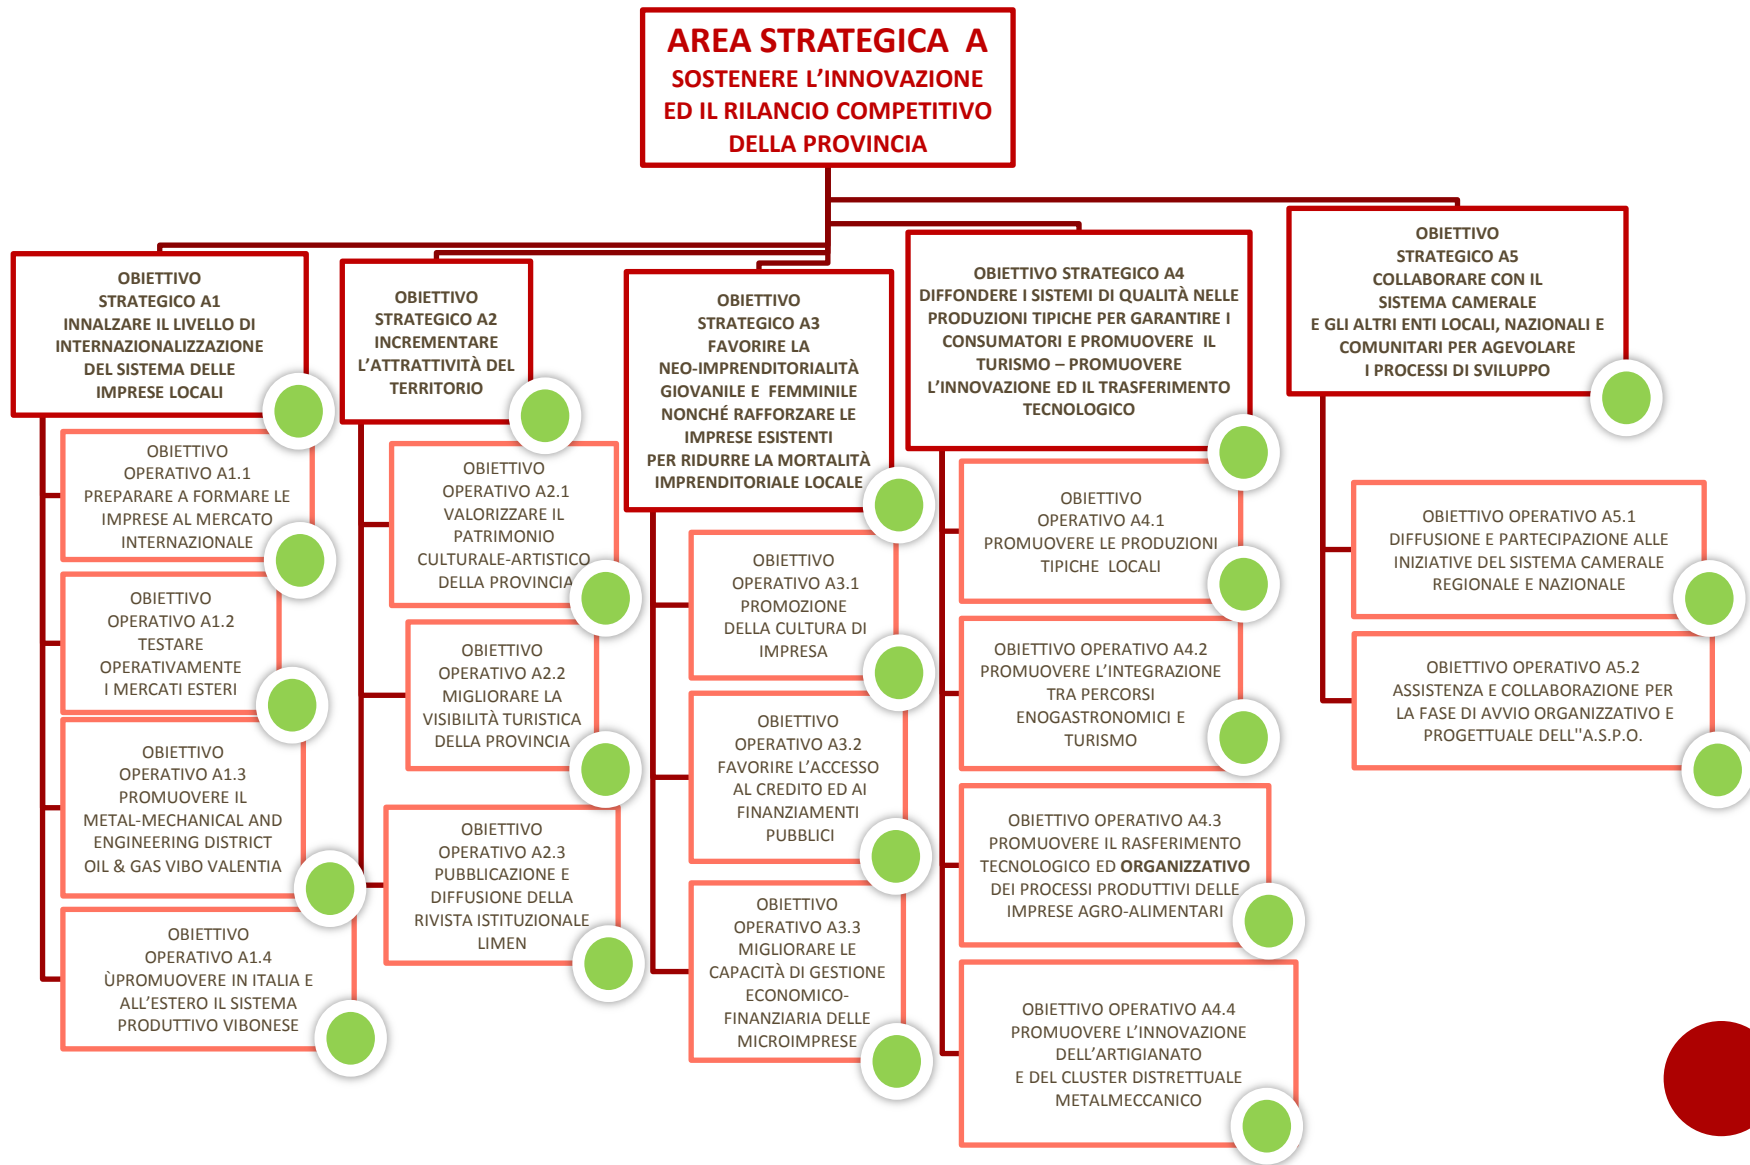 AREA STRATEGICA A
SOSTENERE L'INNOVAZIONE
ED IL RILANCIO COMPETITIVO
DELLA PROVINCIA
OBIETTIVO
STRATEGICO A1
INNALZARE IL LIVELLO DI
INTERNAZIONALIZZAZIONE
DEL SISTEMA DELLE
IMPRESE LOCALI
OBIETTIVO
OPERATIVO A1.1
PREPARARE A FORMARE LE
IMPRESE AL MERCATO
INTERNAZIONALE
OBIETTIVO
OPERATIVO A1.2
TESTARE
OPERATIVAMENTE
I MERCATI ESTERI
OBIETTIVO
OPERATIVO A1.3
PROMUOVERE IL
METAL-MECHANICAL AND
ENGINEERING DISTRICT
OIL & GAS VIBO VALENTIA
OBIETTIVO
OPERATIVO A1.4
ÙPROMUOVERE IN ITALIA E
ALL'ESTERO IL SISTEMA
PRODUTTIVO VIBONESE
OBIETTIVO
STRATEGICO A2
INCREMENTARE
L'ATTRATTIVITÀ DEL
TERRITORIO
OBIETTIVO
OPERATIVO A2.1
VALORIZZARE IL
PATRIMONIO
CULTURALE-ARTISTICO
DELLA PROVINCIA
OBIETTIVO
OPERATIVO A2.2
MIGLIORARE LA
VISIBILITÀ TURISTICA
DELLA PROVINCIA
OBIETTIVO
OPERATIVO A2.3
PUBBLICAZIONE E
DIFFUSIONE DELLA
RIVISTA ISTITUZIONALE
LIMEN
OBIETTIVO
STRATEGICO A3
FAVORIRE LA
NEO-IMPRENDITORIALITÀ
GIOVANILE E FEMMINILE
NONCHÉ RAFFORZARE LE
IMPRESE ESISTENTI
PER RIDURRE LA MORTALITÀ
IMPRENDITORIALE LOCALE
OBIETTIVO
OPERATIVO A3.1
PROMOZIONE
DELLA CULTURA DI
IMPRESA
OBIETTIVO
OPERATIVO A3.2
FAVORIRE L'ACCESSO
AL CREDITO ED AI
FINANZIAMENTI
PUBBLICI
OBIETTIVO
OPERATIVO A3.3
MIGLIORARE LE
CAPACITÀ DI GESTIONE
ECONOMICO-
FINANZIARIA DELLE
MICROIMPRESE
OBIETTIVO STRATEGICO A4
DIFFONDERE I SISTEMI DI QUALITÀ NELLE
PRODUZIONI TIPICHE PER GARANTIRE I
CONSUMATORI E PROMUOVERE IL
TURISMO – PROMUOVERE
L'INNOVAZIONE ED IL TRASFERIMENTO
TECNOLOGICO
OBIETTIVO
OPERATIVO A4.1
PROMUOVERE LE PRODUZIONI
TIPICHE LOCALI
OBIETTIVO OPERATIVO A4.2
PROMUOVERE L'INTEGRAZIONE
TRA PERCORSI
ENOGASTRONOMICI E
TURISMO
OBIETTIVO OPERATIVO A4.3
PROMUOVERE IL RASFERIMENTO
TECNOLOGICO ED ORGANIZZATIVO
DEI PROCESSI PRODUTTIVI DELLE
IMPRESE AGRO-ALIMENTARI
OBIETTIVO OPERATIVO A4.4
PROMUOVERE L'INNOVAZIONE
DELL'ARTIGIANATO
E DEL CLUSTER DISTRETTUALE
METALMECCANICO
OBIETTIVO
STRATEGICO A5
COLLABORARE CON IL
SISTEMA CAMERALE
E GLI ALTRI ENTI LOCALI, NAZIONALI E
COMUNITARI PER AGEVOLARE
I PROCESSI DI SVILUPPO
OBIETTIVO OPERATIVO A5.1
DIFFUSIONE E PARTECIPAZIONE ALLE
INIZIATIVE DEL SISTEMA CAMERALE
REGIONALE E NAZIONALE
OBIETTIVO OPERATIVO A5.2
ASSISTENZA E COLLABORAZIONE PER
LA FASE DI AVVIO ORGANIZZATIVO E
PROGETTUALE DELL''A.S.P.O.